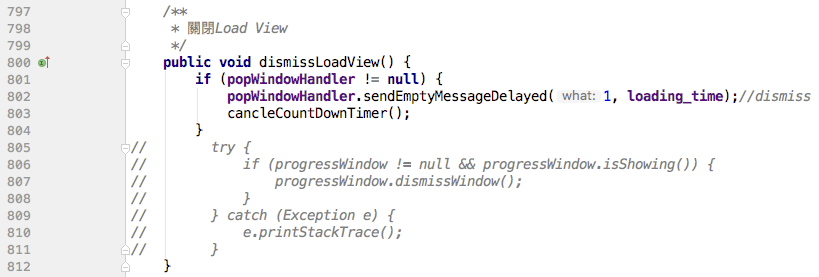 797 /**
798 * 關閉Load View
799 */
800 public void dismissLoadView() {
801 if (popWindowHandler != null) {
802 popWindowHandler.sendEmptyMessageDelayed( what: 1, loading_time);//dismiss
803 cancleCountDownTimer();
804 }
805 // try {
806 // if (progressWindow != null && progressWindow.isShowing()) {
807 // progressWindow.dismissWindow();
808 // }
809 // } catch (Exception e) {
810 // e.printStackTrace();
811 // }
812 }